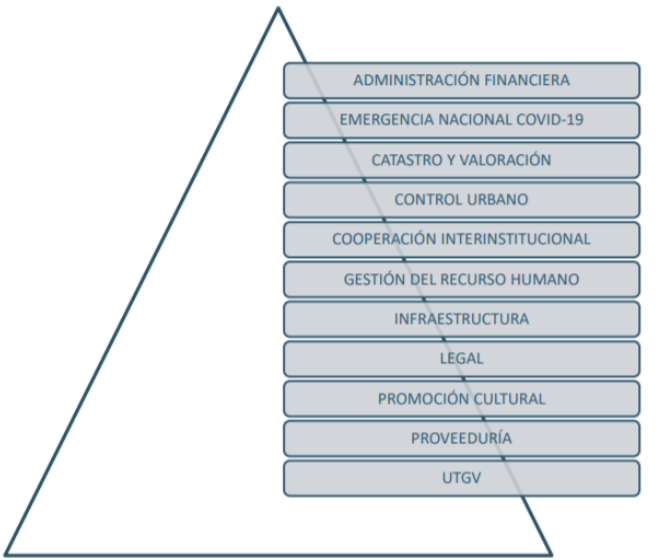 ADMINISTRACIÓN FINANCIERA
EMERGENCIA NACIONAL COVID-19
CATASTRO Y VALORACIÓN
CONTROL URBANO
COOPERACIÓN INTERINSTITUCIONAL
GESTIÓN DEL RECURSO HUMANO
INFRAESTRUCTURA
LEGAL
PROMOCIÓN CULTURAL
PROVEEDURÍA
UTGV